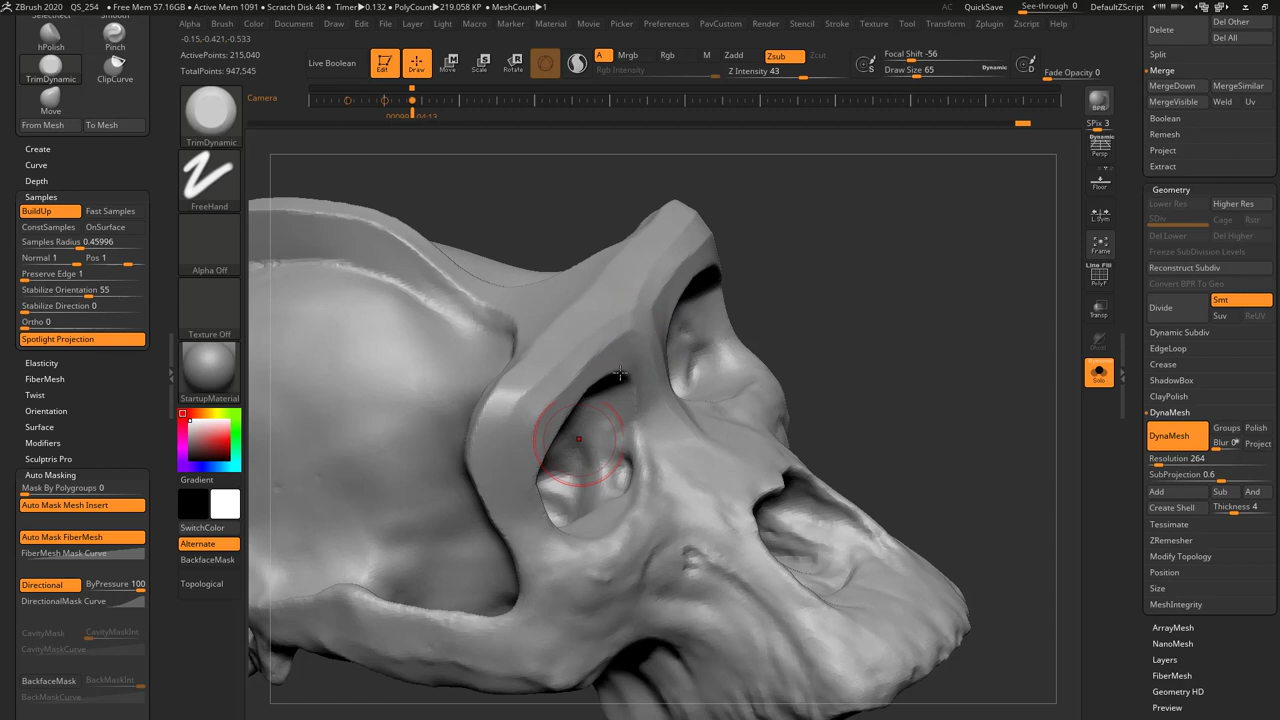 ZBrush 2020 QS_254 • Free Mem 57.16GB • Active Mem 1091 • Scratch Disk 48 • Timer▶0.132 • PolyCount▶219.058 KP • MeshCount▶1
AC QuickSave See-through 0 DefaultZScript
Alpha Brush Color Document Draw Edit File Layer Light Macro Marker Material Movie Picker Preferences PavCustom Render Stencil Stroke Texture Tool Transform Zplugin Zscript Help
-0.15,-0.421,-0.533
ActivePoints: 215,040
TotalPoints: 947,545
Live Boolean
Edit
Draw
Move
Scale
Rotate
A Mrgb Rgb M Zadd Zsub Zcut
Rgb Intensity
Z Intensity 43
S
Focal Shift -56
Draw Size 65
Dynamic
D
Fade Opacity 0
Camera
hPolish
Pinch
TrimDynamic
ClipCurve
Move
From Mesh To Mesh
Create
Curve
Depth
Samples
BuildUp Fast Samples
ConstSamples OnSurface
Samples Radius 0.45996
Normal 1 Pos 1
Preserve Edge 1
Stabilize Orientation 55
Stabilize Direction 0
Ortho 0
Spotlight Projection
Elasticity
FiberMesh
Twist
Orientation
Surface
Modifiers
Sculptris Pro
Auto Masking
Mask By Polygroups 0
Auto Mask Mesh Insert
Auto Mask FiberMesh
FiberMesh Mask Curve
Directional ByPressure 100
DirectionalMask Curve
CavityMask CavityMaskInt
CavityMaskCurve
BackfaceMask BackMaskInt
BackMaskCurve
TrimDynamic
FreeHand
Alpha Off
Texture Off
StartupMaterial
Gradient
SwitchColor
Alternate
BackfaceMask
Topological
BPR
SPix 3
Dynamic
Persp
Floor
L.Sym
Frame
Line Fill
PolyF
Transp
Ghost
Dynamic
Solo
Delete
Del Other
Del All
Split
Merge
MergeDown MergeSimilar
MergeVisible Weld Uv
Boolean
Remesh
Project
Extract
Geometry
Lower Res Higher Res
SDiv Cage Rstr
Del Lower Del Higher
Freeze SubDivision Levels
Reconstruct Subdiv
Convert BPR To Geo
Divide
Smt
Suv ReUV
Dynamic Subdiv
EdgeLoop
Crease
ShadowBox
ClayPolish
DynaMesh
DynaMesh
Groups Polish
Blur 0
Resolution 264
SubProjection 0.6
Add Sub And
Create Shell Thickness 4
Tessimate
ZRemesher
Modify Topology
Position
Size
MeshIntegrity
ArrayMesh
NanoMesh
Layers
FiberMesh
Geometry HD
Preview